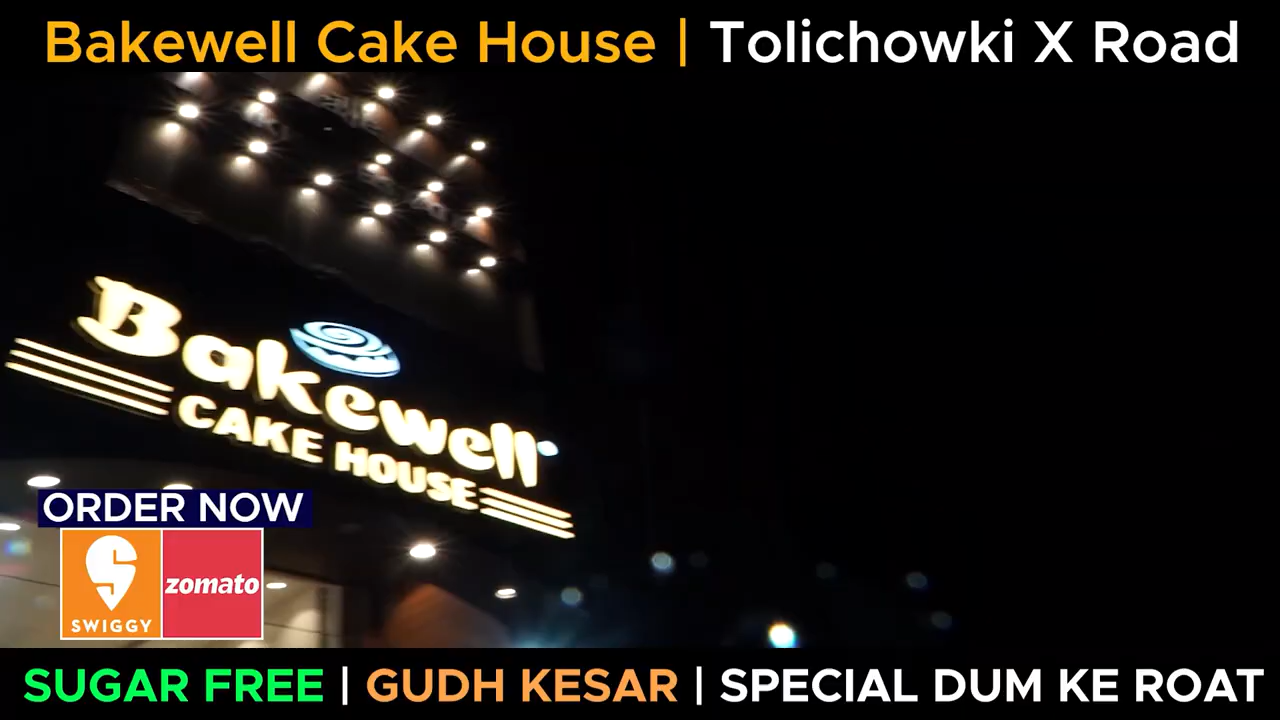 Bakewell Cake House | Tolichowki X Road
Bakewell
CAKE HOUSE
ORDER NOW
SWIGGY
zomato
SUGAR FREE | GUDH KESAR | SPECIAL DUM KE ROAT